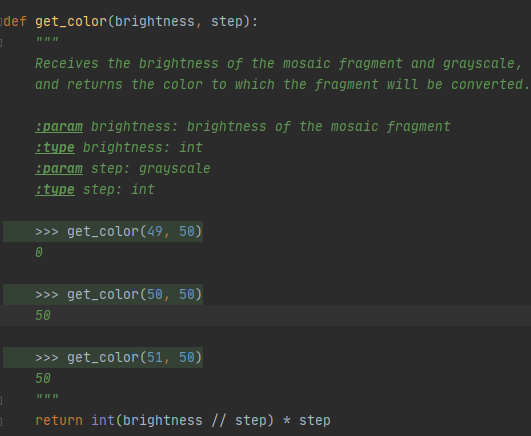 def get_color(brightness, step):
"""
Receives the brightness of the mosaic fragment and grayscale,
and returns the color to which the fragment will be converted.
:param brightness: brightness of the mosaic fragment
:type brightness: int
:param step: grayscale
:type step: int
>>> get_color(49, 50)
0
>>> get_color(50, 50)
50
>>> get_color(51, 50)
50
"""
return int(brightness // step) * step